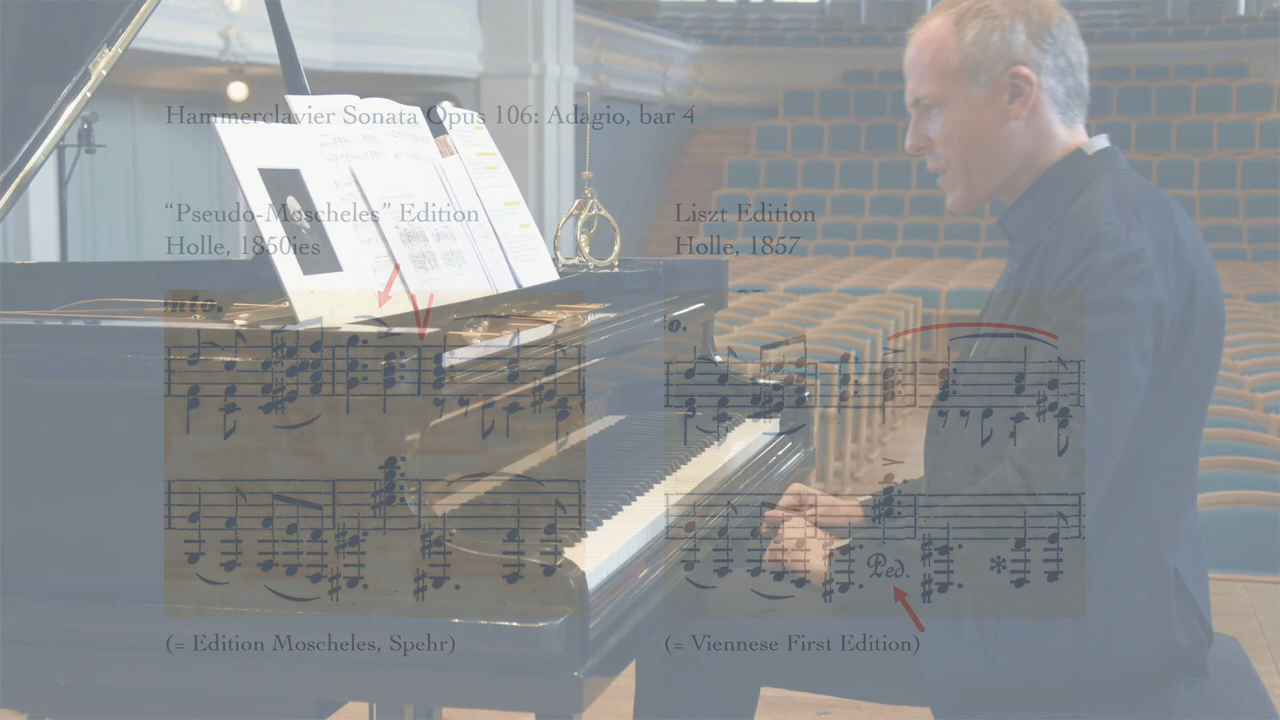 Hammerclavier Sonata Opus 106: Adagio, bar 4
“Pseudo-Moscheles” Edition
Holle, 1850ies
Liszt Edition
Holle, 1857
mto.
o.
Ped.
(= Edition Moscheles, Spehr)
(= Viennese First Edition)